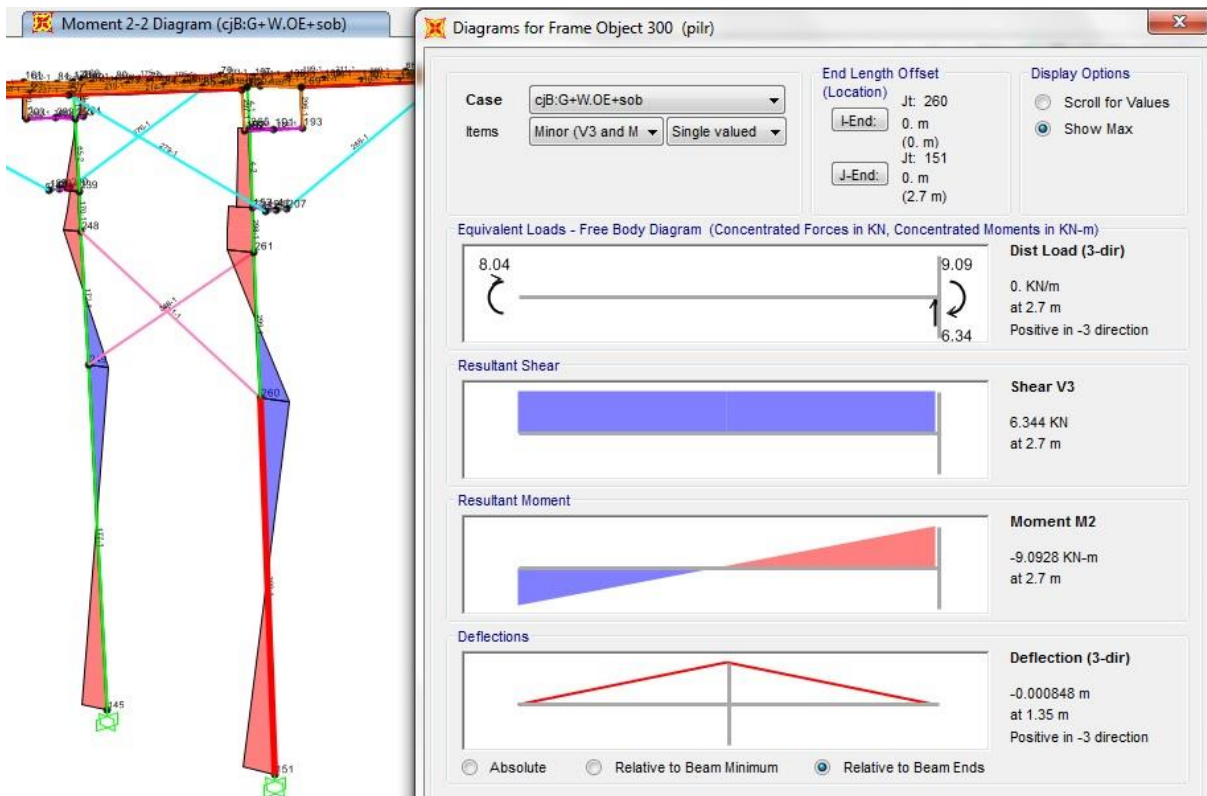 Moment 2-2 Diagram (cjB:G+W.OE+sob)
161
193
239
248
261
260
145
151
Diagrams for Frame Object 300 (pilr)
Case cjB:G+W.OE+sob
Items Minor (V3 and M Single valued
End Length Offset
(Location)
I-End:
Jt: 260
0. m
(0. m)
J-End:
Jt: 151
0. m
(2.7 m)
Display Options
Scroll for Values
Show Max
Equivalent Loads - Free Body Diagram (Concentrated Forces in KN, Concentrated Moments in KN-m)
8.04
9.09
6.34
Dist Load (3-dir)
0. KN/m
at 2.7 m
Positive in -3 direction
Resultant Shear
Shear V3
6.344 KN
at 2.7 m
Resultant Moment
Moment M2
-9.0928 KN-m
at 2.7 m
Deflections
Deflection (3-dir)
-0.000848 m
at 1.35 m
Positive in -3 direction
Absolute
Relative to Beam Minimum
Relative to Beam Ends